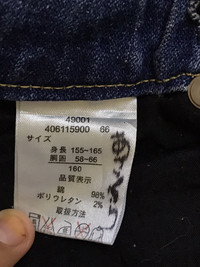 49001
406115900 66
サイズ
身長 155~165
胴囲 58~66
160
品質表示
綿 98%
ポリウレタン 2%
取扱方法